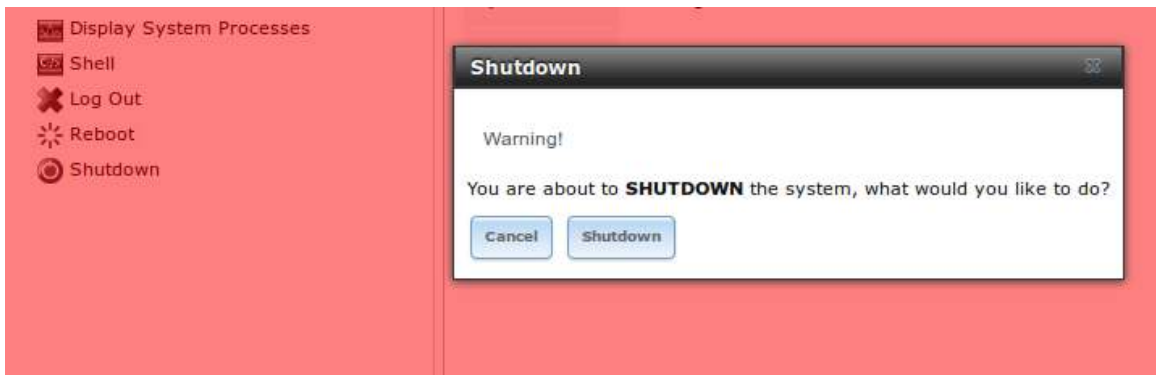 Display System Processes
Shell
Log Out
Reboot
Shutdown
Shutdown
Warning!
You are about to SHUTDOWN the system, what would you like to do?
Cancel
Shutdown